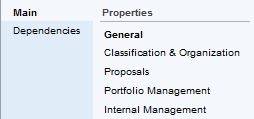 Main
Dependencies
Properties
General
Classification & Organization
Proposals
Portfolio Management
Internal Management